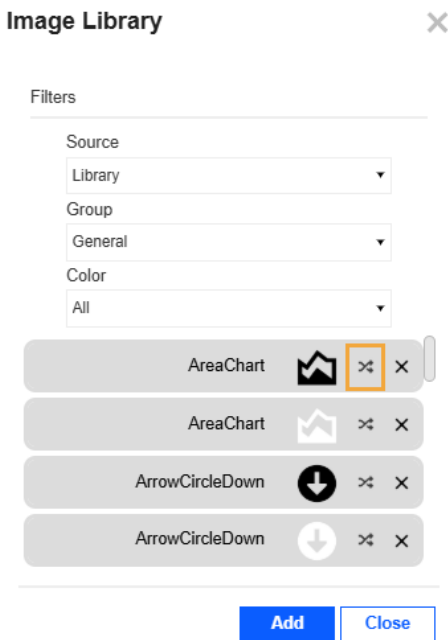 Image Library
Filters
Source
Library
Group
General
Color
All
AreaChart
AreaChart
ArrowCircleDown
ArrowCircleDown
Add Close